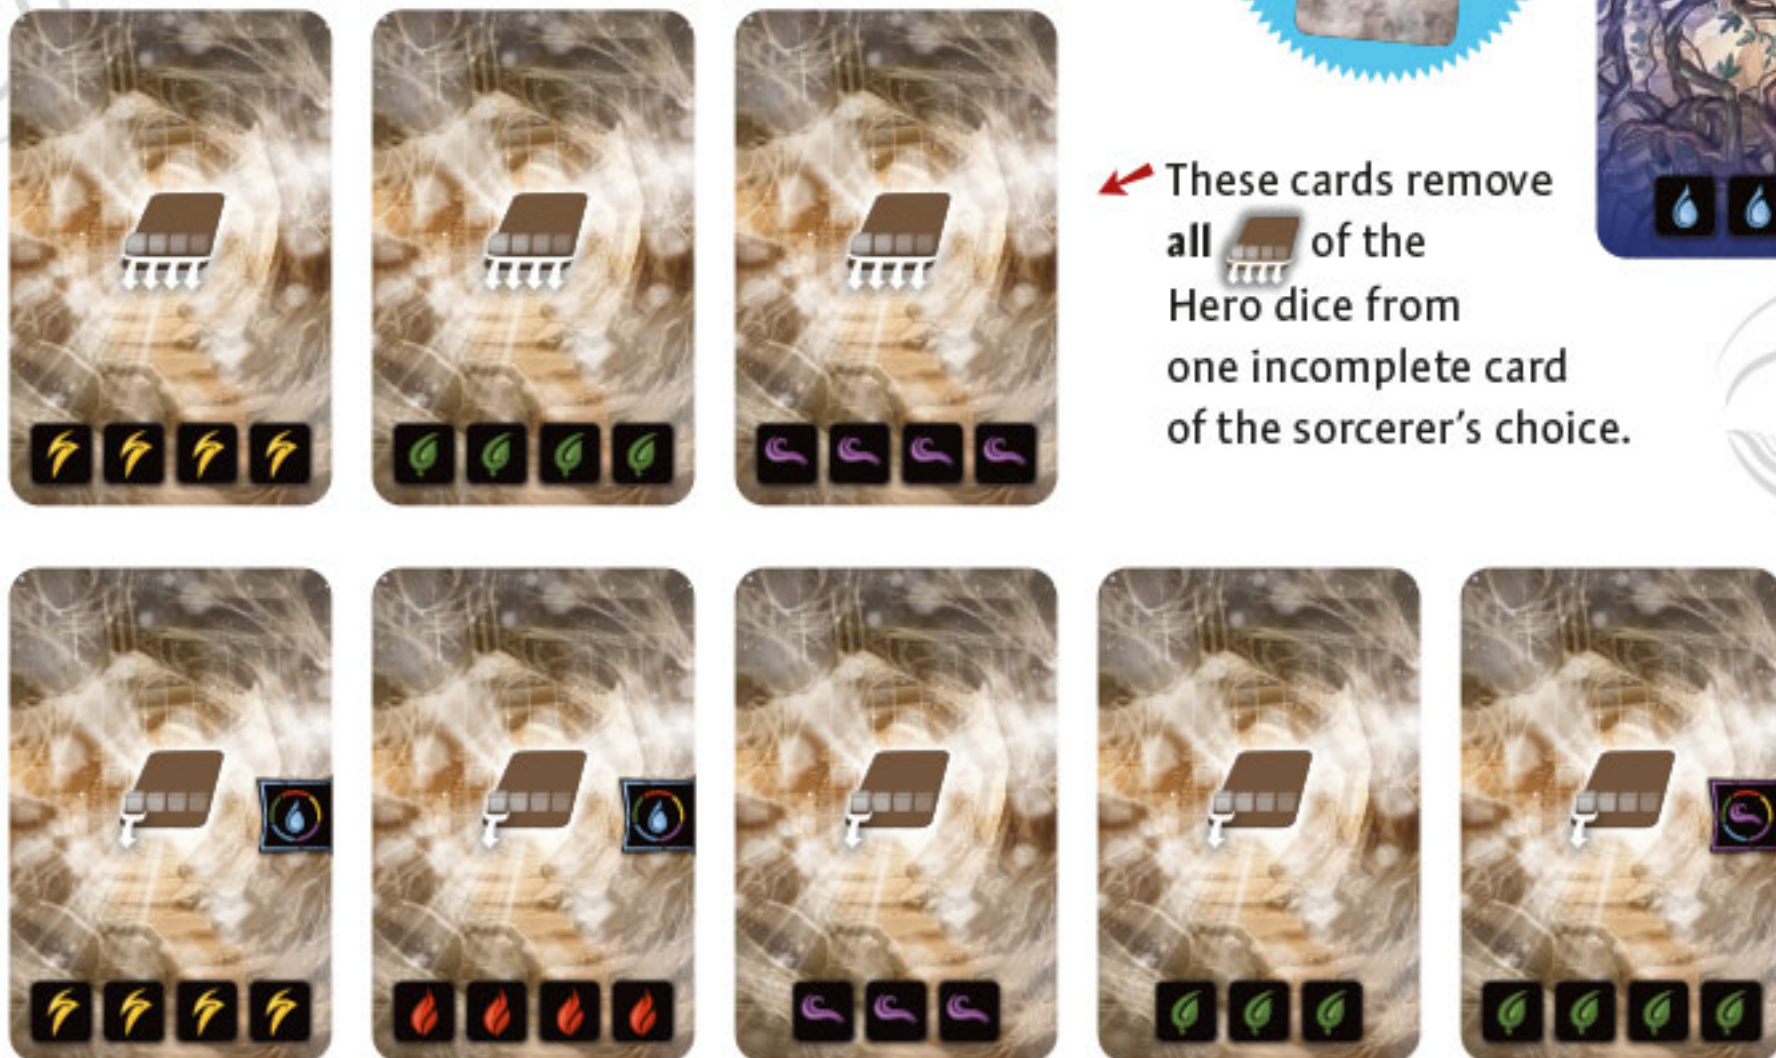 These cards remove
all of the
Hero dice from
one incomplete card
of the sorcerer’s choice.